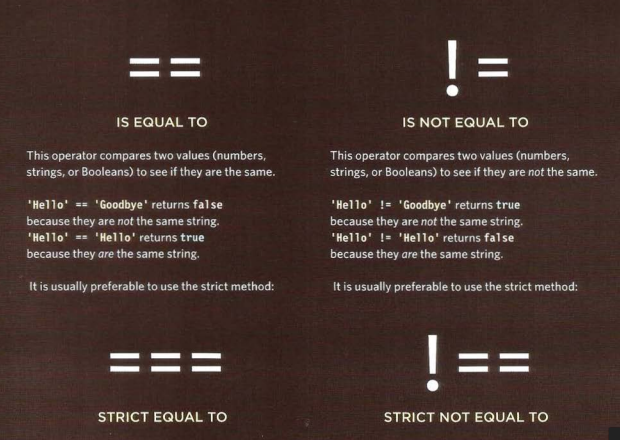 ==
IS EQUAL TO
This operator compares two values (numbers,
strings, or Booleans) to see if they are the same.
'Hello' == 'Goodbye' returns false
because they are not the same string.
'Hello' == 'Hello' returns true
because they are the same string.
It is usually preferable to use the strict method:
===
STRICT EQUAL TO
!=
IS NOT EQUAL TO
This operator compares two values (numbers,
strings, or Booleans) to see if they are not the same.
'Hello' != 'Goodbye' returns true
because they are not the same string.
'Hello' != 'Hello' returns false
because they are the same string.
It is usually preferable to use the strict method:
!==
STRICT NOT EQUAL TO